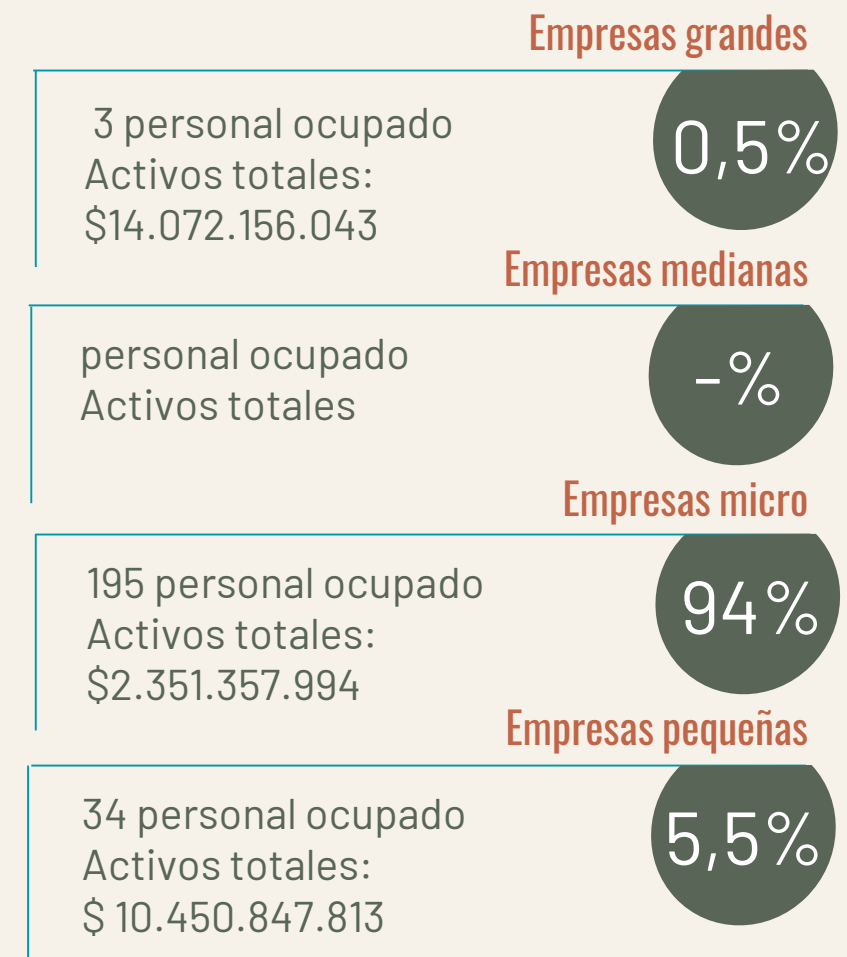 Empresas grandes
3 personal ocupado
Activos totales:
$14.072.156.043
0,5%
Empresas medianas
personal ocupado
Activos totales
-%
Empresas micro
195 personal ocupado
Activos totales:
$2.351.357.994
94%
Empresas pequeñas
34 personal ocupado
Activos totales:
$ 10.450.847.813
5,5%